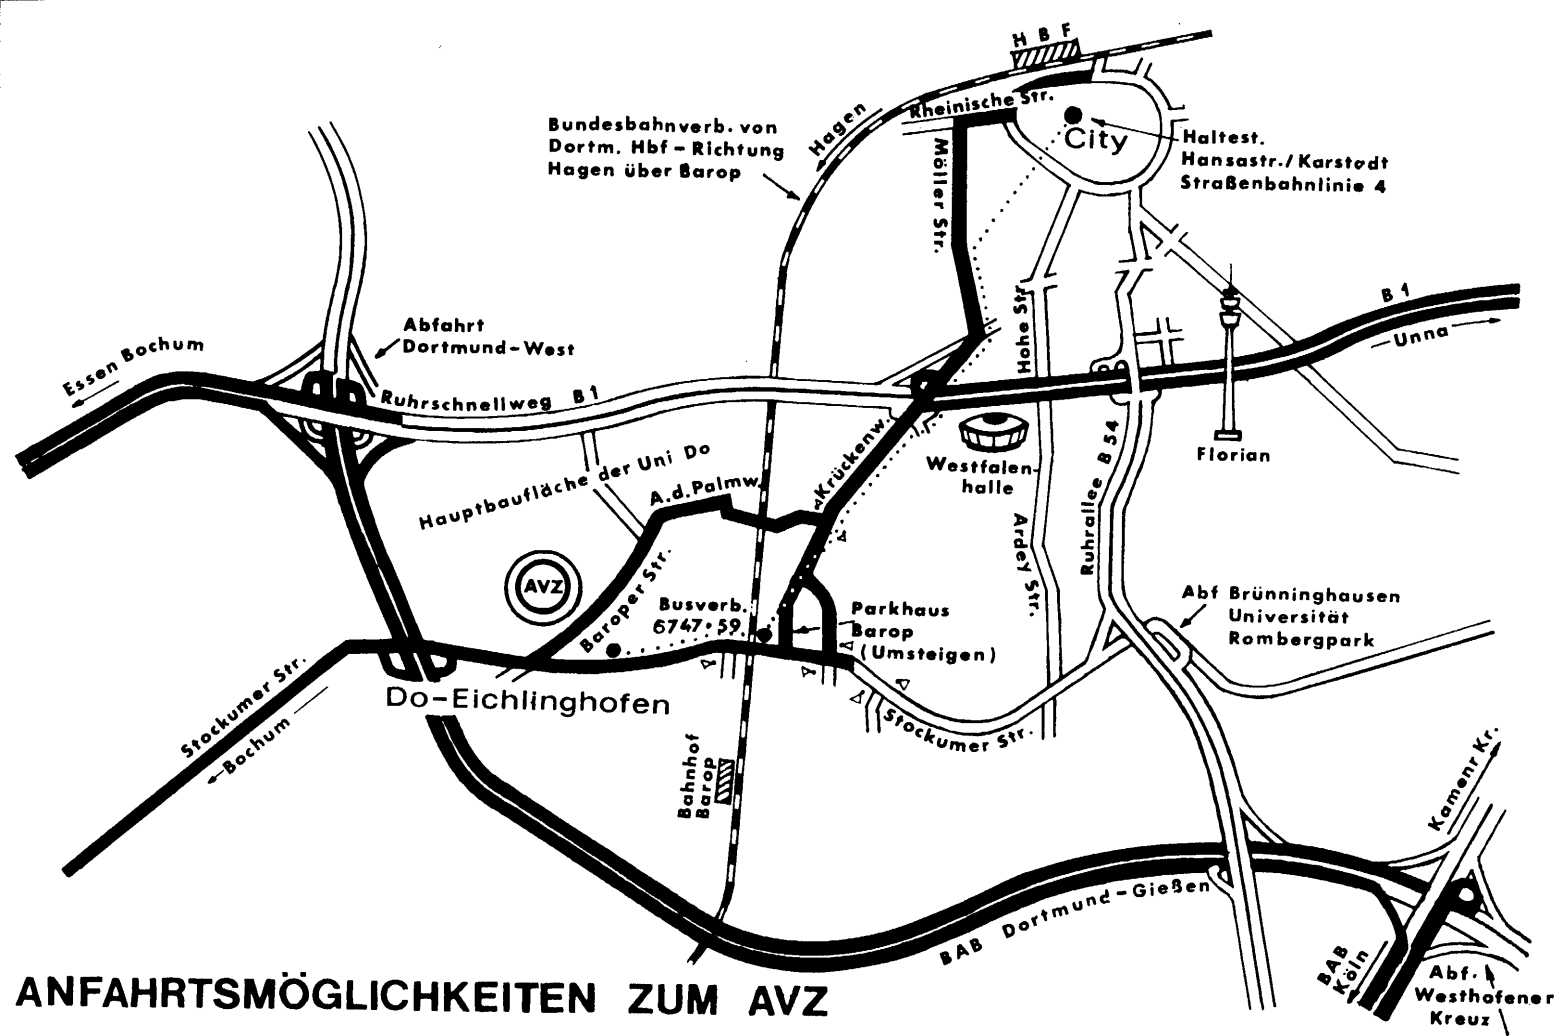 H B F
Rheinische Str.
Hagen
Bundesbahnverb. von
Dortm. Hbf - Richtung
Hagen über Barop
City
Haltest.
Hansastr./Karstadt
Straßenbahnlinie 4
Möller Str.
Abfahrt
Dortmund-West
Essen Bochum
Ruhrschnellweg B1
B 1
Unna
Hohe Str.
Krückenw.
Westfalen-
halle
Florian
Ruhrallee B54
Hauptbaufläche der Uni Do
A.d.Palmw.
Ardey Str.
AVZ
Baroper Str.
Busverb.
6747·59
Parkhaus
Barop
(Umsteigen)
Abf Brünninghausen
Universität
Rombergpark
Stockumer Str.
Bochum
Do-Eichlinghofen
Stockumer Str.
Bahnhof
Barop
Kamenr Kr.
BAB Dortmund-Gießen
BAB
Köln
Abf.
Westhofener
Kreuz
ANFAHRTSMÖGLICHKEITEN ZUM AVZ